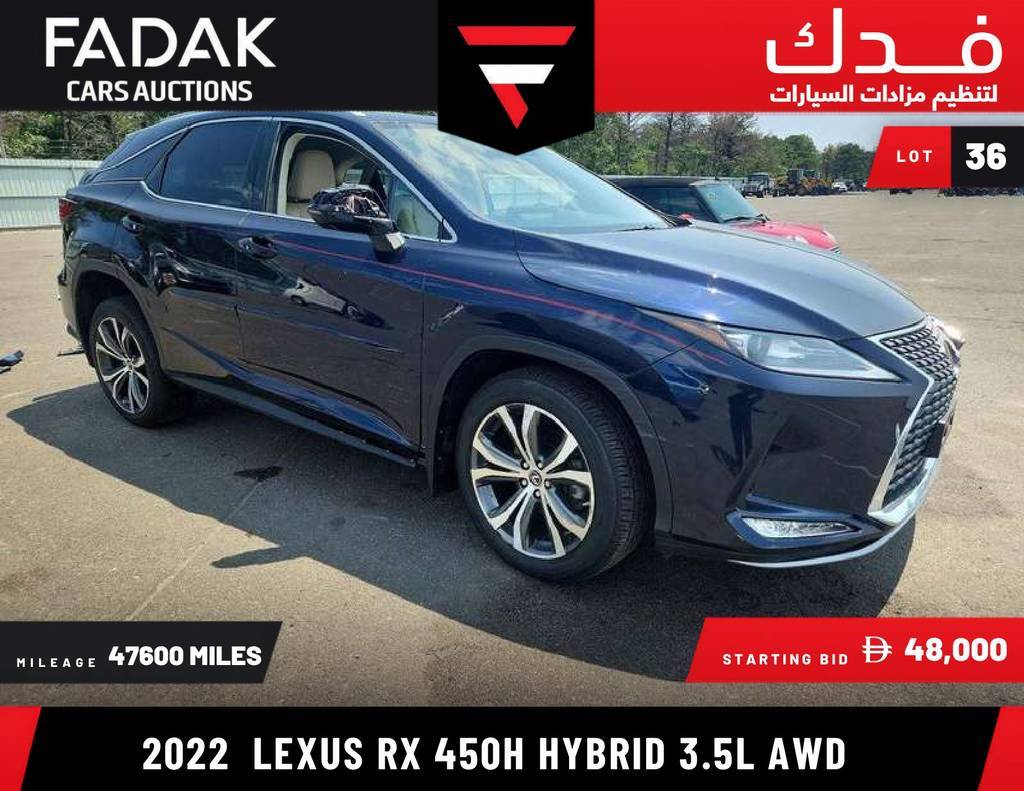 FADAK
CARS AUCTIONS
فدك
لتنظيم مزادات السيارات
LOT 36
MILEAGE 47600 MILES
STARTING BID 48,000
2022 LEXUS RX 450H HYBRID 3.5L AWD